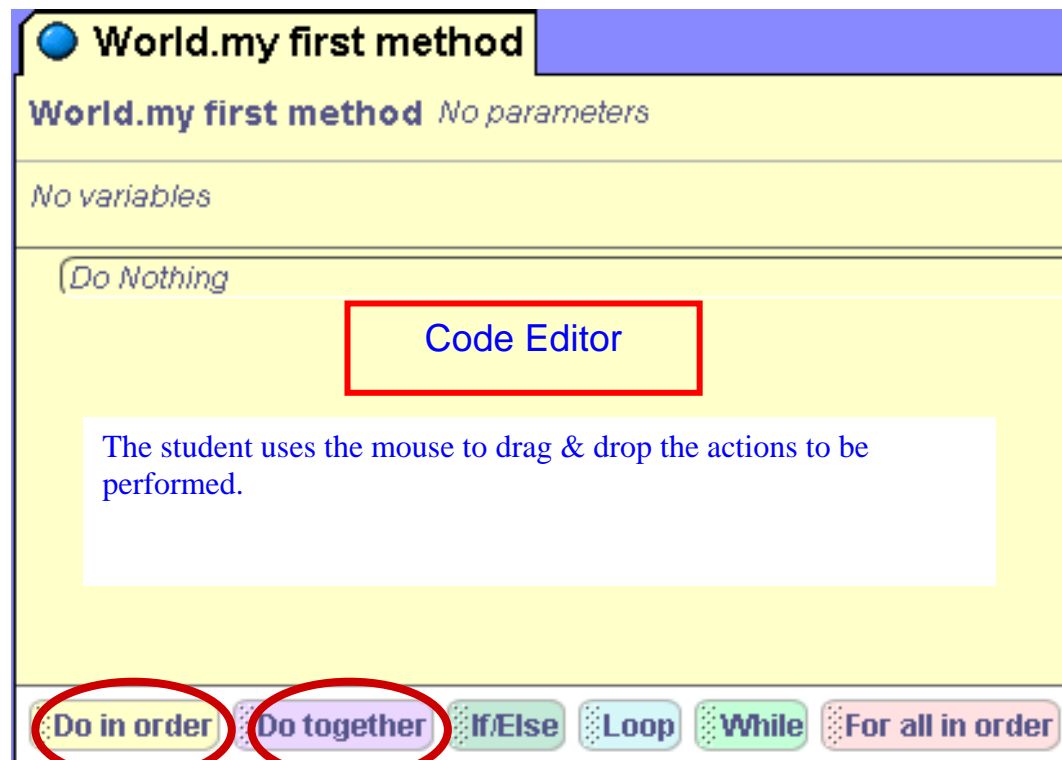 World.my first method
World.my first method No parameters
No variables
Do Nothing
Code Editor
The student uses the mouse to drag & drop the actions to be
performed.
Do in order Do together If/Else Loop While For all in order